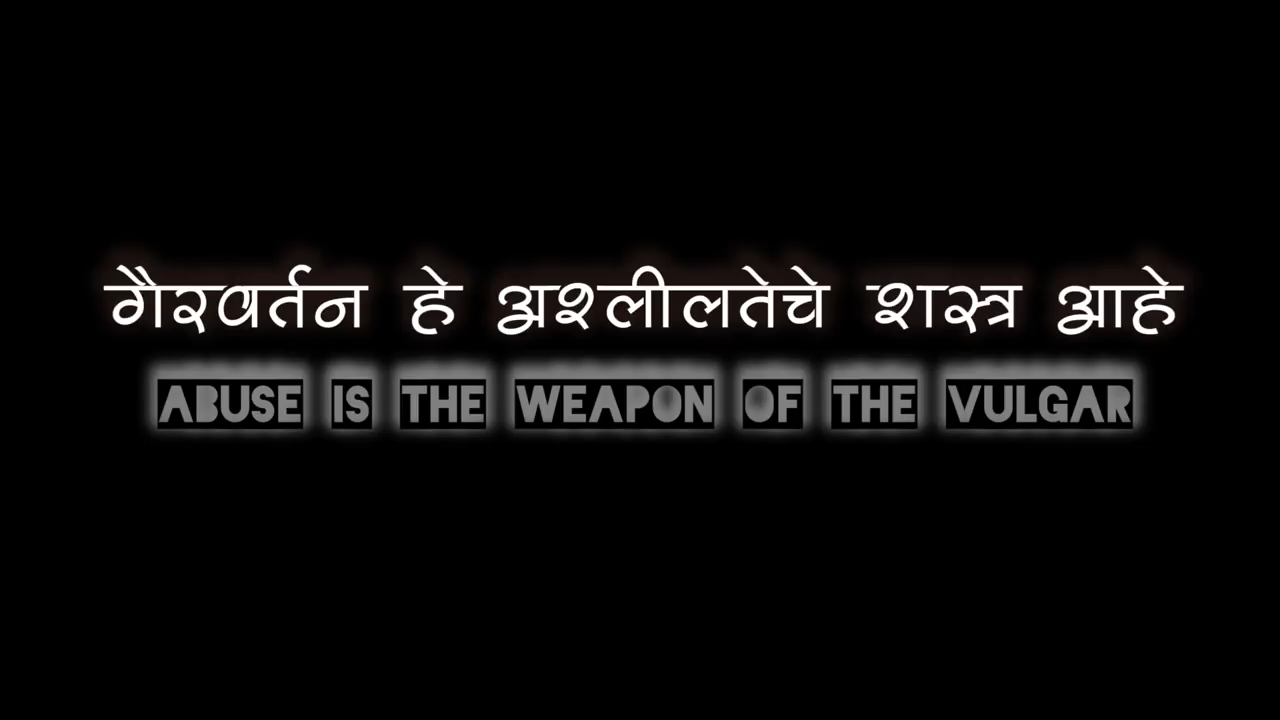 गैरवर्तन हे अश्लीलतेचे शस्त्र आहे
ABUSE IS THE WEAPON OF THE VULGAR